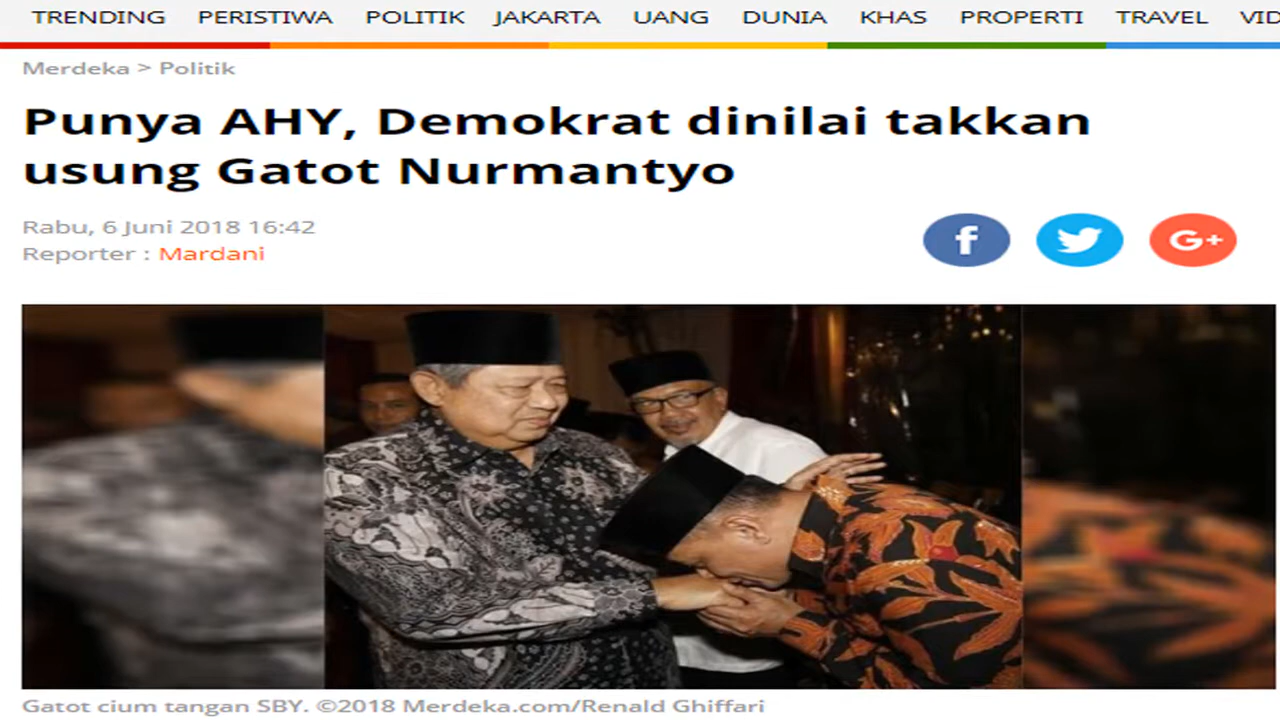 TRENDING PERISTIWA POLITIK JAKARTA UANG DUNIA KHAS PROPERTI TRAVEL VID
Merdeka > Politik
Punya AHY, Demokrat dinilai takkan
usung Gatot Nurmantyo
Rabu, 6 Juni 2018 16:42
Reporter : Mardani
f G+
Gatot cium tangan SBY. ©2018 Merdeka.com/Renald Ghiffari